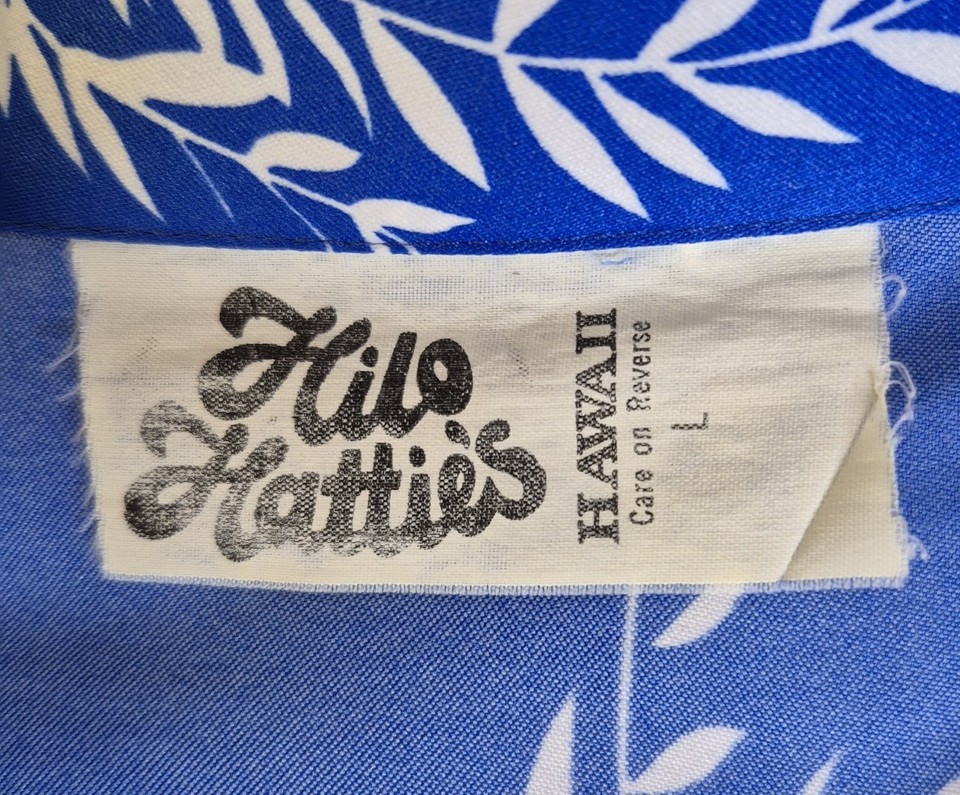 Hilo
Hattie's
HAWAII
Care on Reverse
L